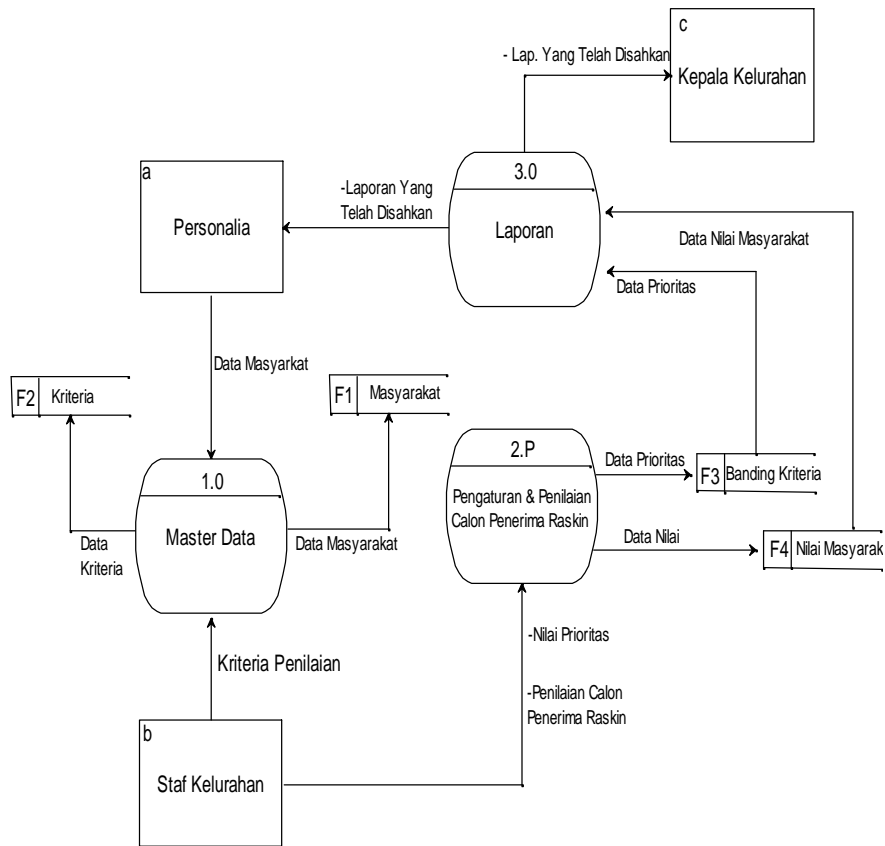 c
- Lap. Yang Telah Disahkan
Kepala Kelurahan
3.0
Laporan
a
Personalia
-Laporan Yang
Telah Disahkan
Data Nilai Masyarakat
Data Prioritas
Data Masyarkat
F2
Kriteria
F1
Masyarakat
1.0
Master Data
Data
Kriteria
Data Masyarakat
2.P
Pengaturan & Penilaian
Calon Penerima Raskin
Data Prioritas
F3
Banding Kriteria
Data Nilai
F4
Nilai Masyarak
Kriteria Penilaian
-Nilai Prioritas
-Penilaian Calon
Penerima Raskin
b
Staf Kelurahan